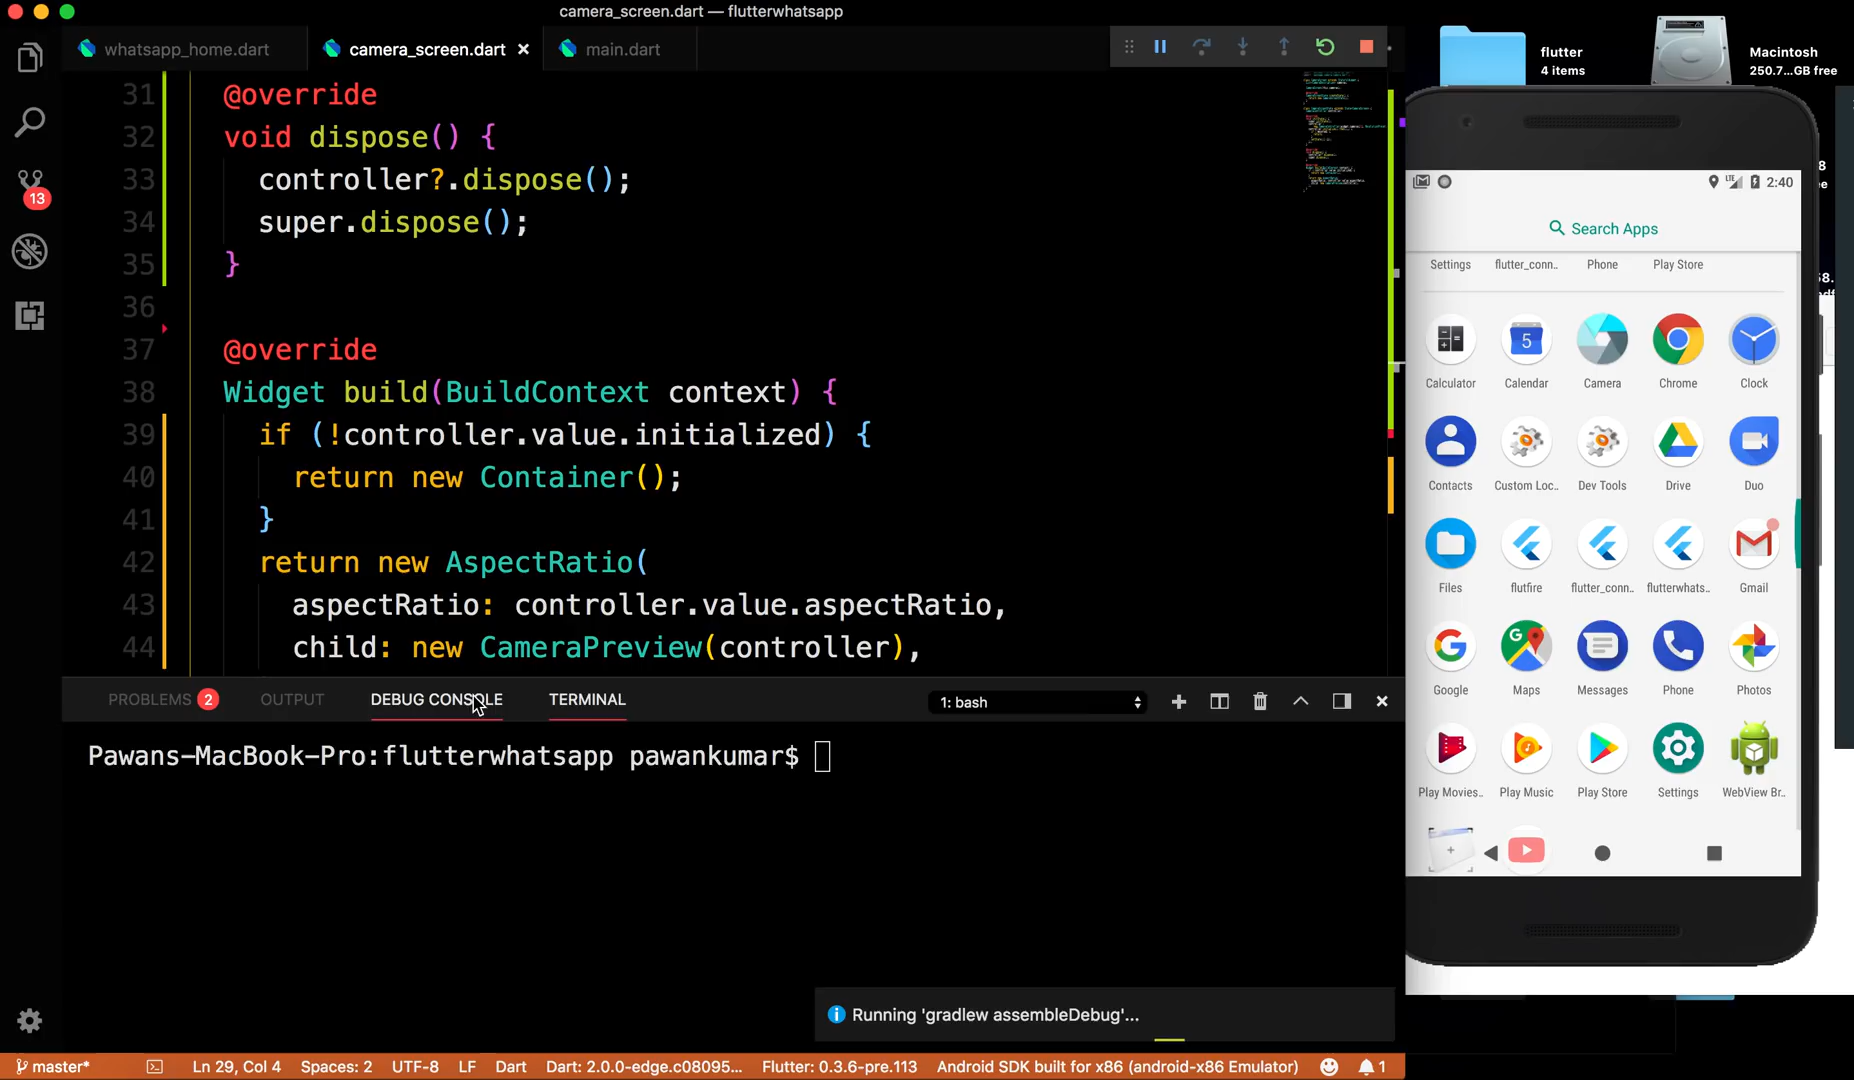 camera_screen.dart — flutterwhatsapp
whatsapp_home.dart
camera_screen.dart
main.dart
31 @override
32 void dispose() {
33 controller?.dispose();
34 super.dispose();
35 }
36
37 @override
38 Widget build(BuildContext context) {
39 if (!controller.value.initialized) {
40 return new Container();
41 }
42 return new AspectRatio(
43 aspectRatio: controller.value.aspectRatio,
44 child: new CameraPreview(controller),
13
PROBLEMS 2 OUTPUT DEBUG CONSOLE TERMINAL 1: bash
Pawans-MacBook-Pro:flutterwhatsapp pawankumar$
Running 'gradlew assembleDebug'...
master* Ln 29, Col 4 Spaces: 2 UTF-8 LF Dart Dart: 2.0.0-edge.c08095... Flutter: 0.3.6-pre.113 Android SDK built for x86 (android-x86 Emulator) 1
flutter
4 items
Macintosh
250.7...GB free
LTE 2:40
Search Apps
Settings flutter_conn.. Phone Play Store
5
Calculator Calendar Camera Chrome Clock
Contacts Custom Loc.. Dev Tools Drive Duo
Files flutfire flutter_conn.. flutterwhats.. Gmail
Google Maps Messages Phone Photos
Play Movies.. Play Music Play Store Settings WebView Br..